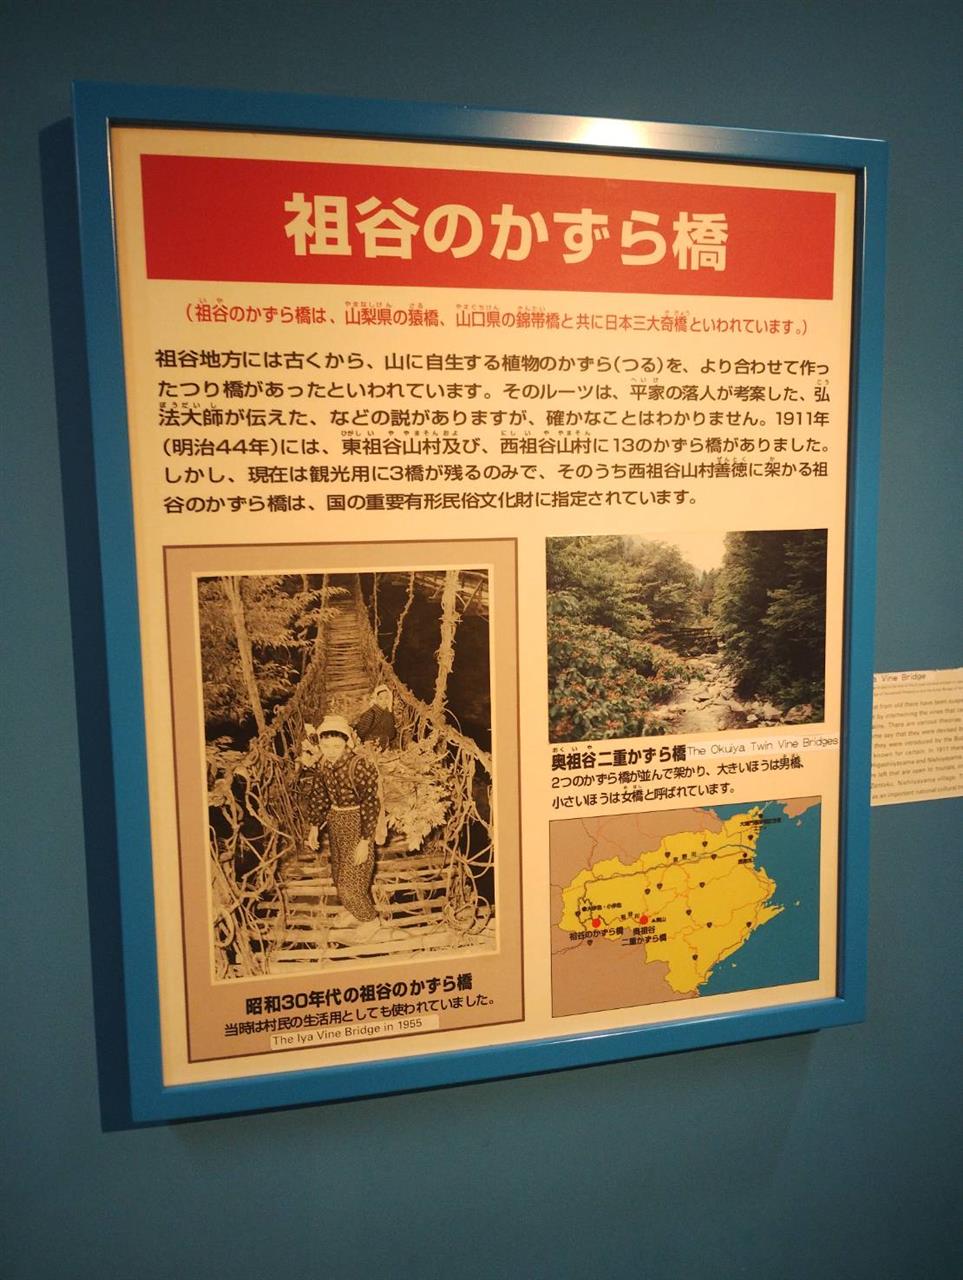 祖谷のかずら橋
(祖谷のかずら橋は、山梨県の猿橋、山口県の錦帯橋と共に日本三大奇橋といわれています。)
祖谷地方には古くから、山に自生する植物のかずら(つる)を、より合わせて作っ
たつり橋があったといわれています。そのルーツは、平家の落人が考案した、弘
法大師が伝えた、などの説がありますが、確かなことはわかりません。1911年
(明治44年)には、東祖谷山村及び、西祖谷山村に13のかずら橋がありました。
しかし、現在は観光用に3橋が残るのみで、そのうち西祖谷山村善徳に架かる祖
谷のかずら橋は、国の重要有形民俗文化財に指定されています。
昭和30年代の祖谷のかずら橋
当時は村民の生活用としても使われていました。
The Iya Vine Bridge in 1955
奥祖谷二重かずら橋 The Okuiya Twin Vine Bridges
2つのかずら橋が並んで架かり、大きいほうは男橋、
小さいほうは女橋と呼ばれています。
祖谷のかずら橋
奥祖谷
二重かずら橋
Vine Bridge